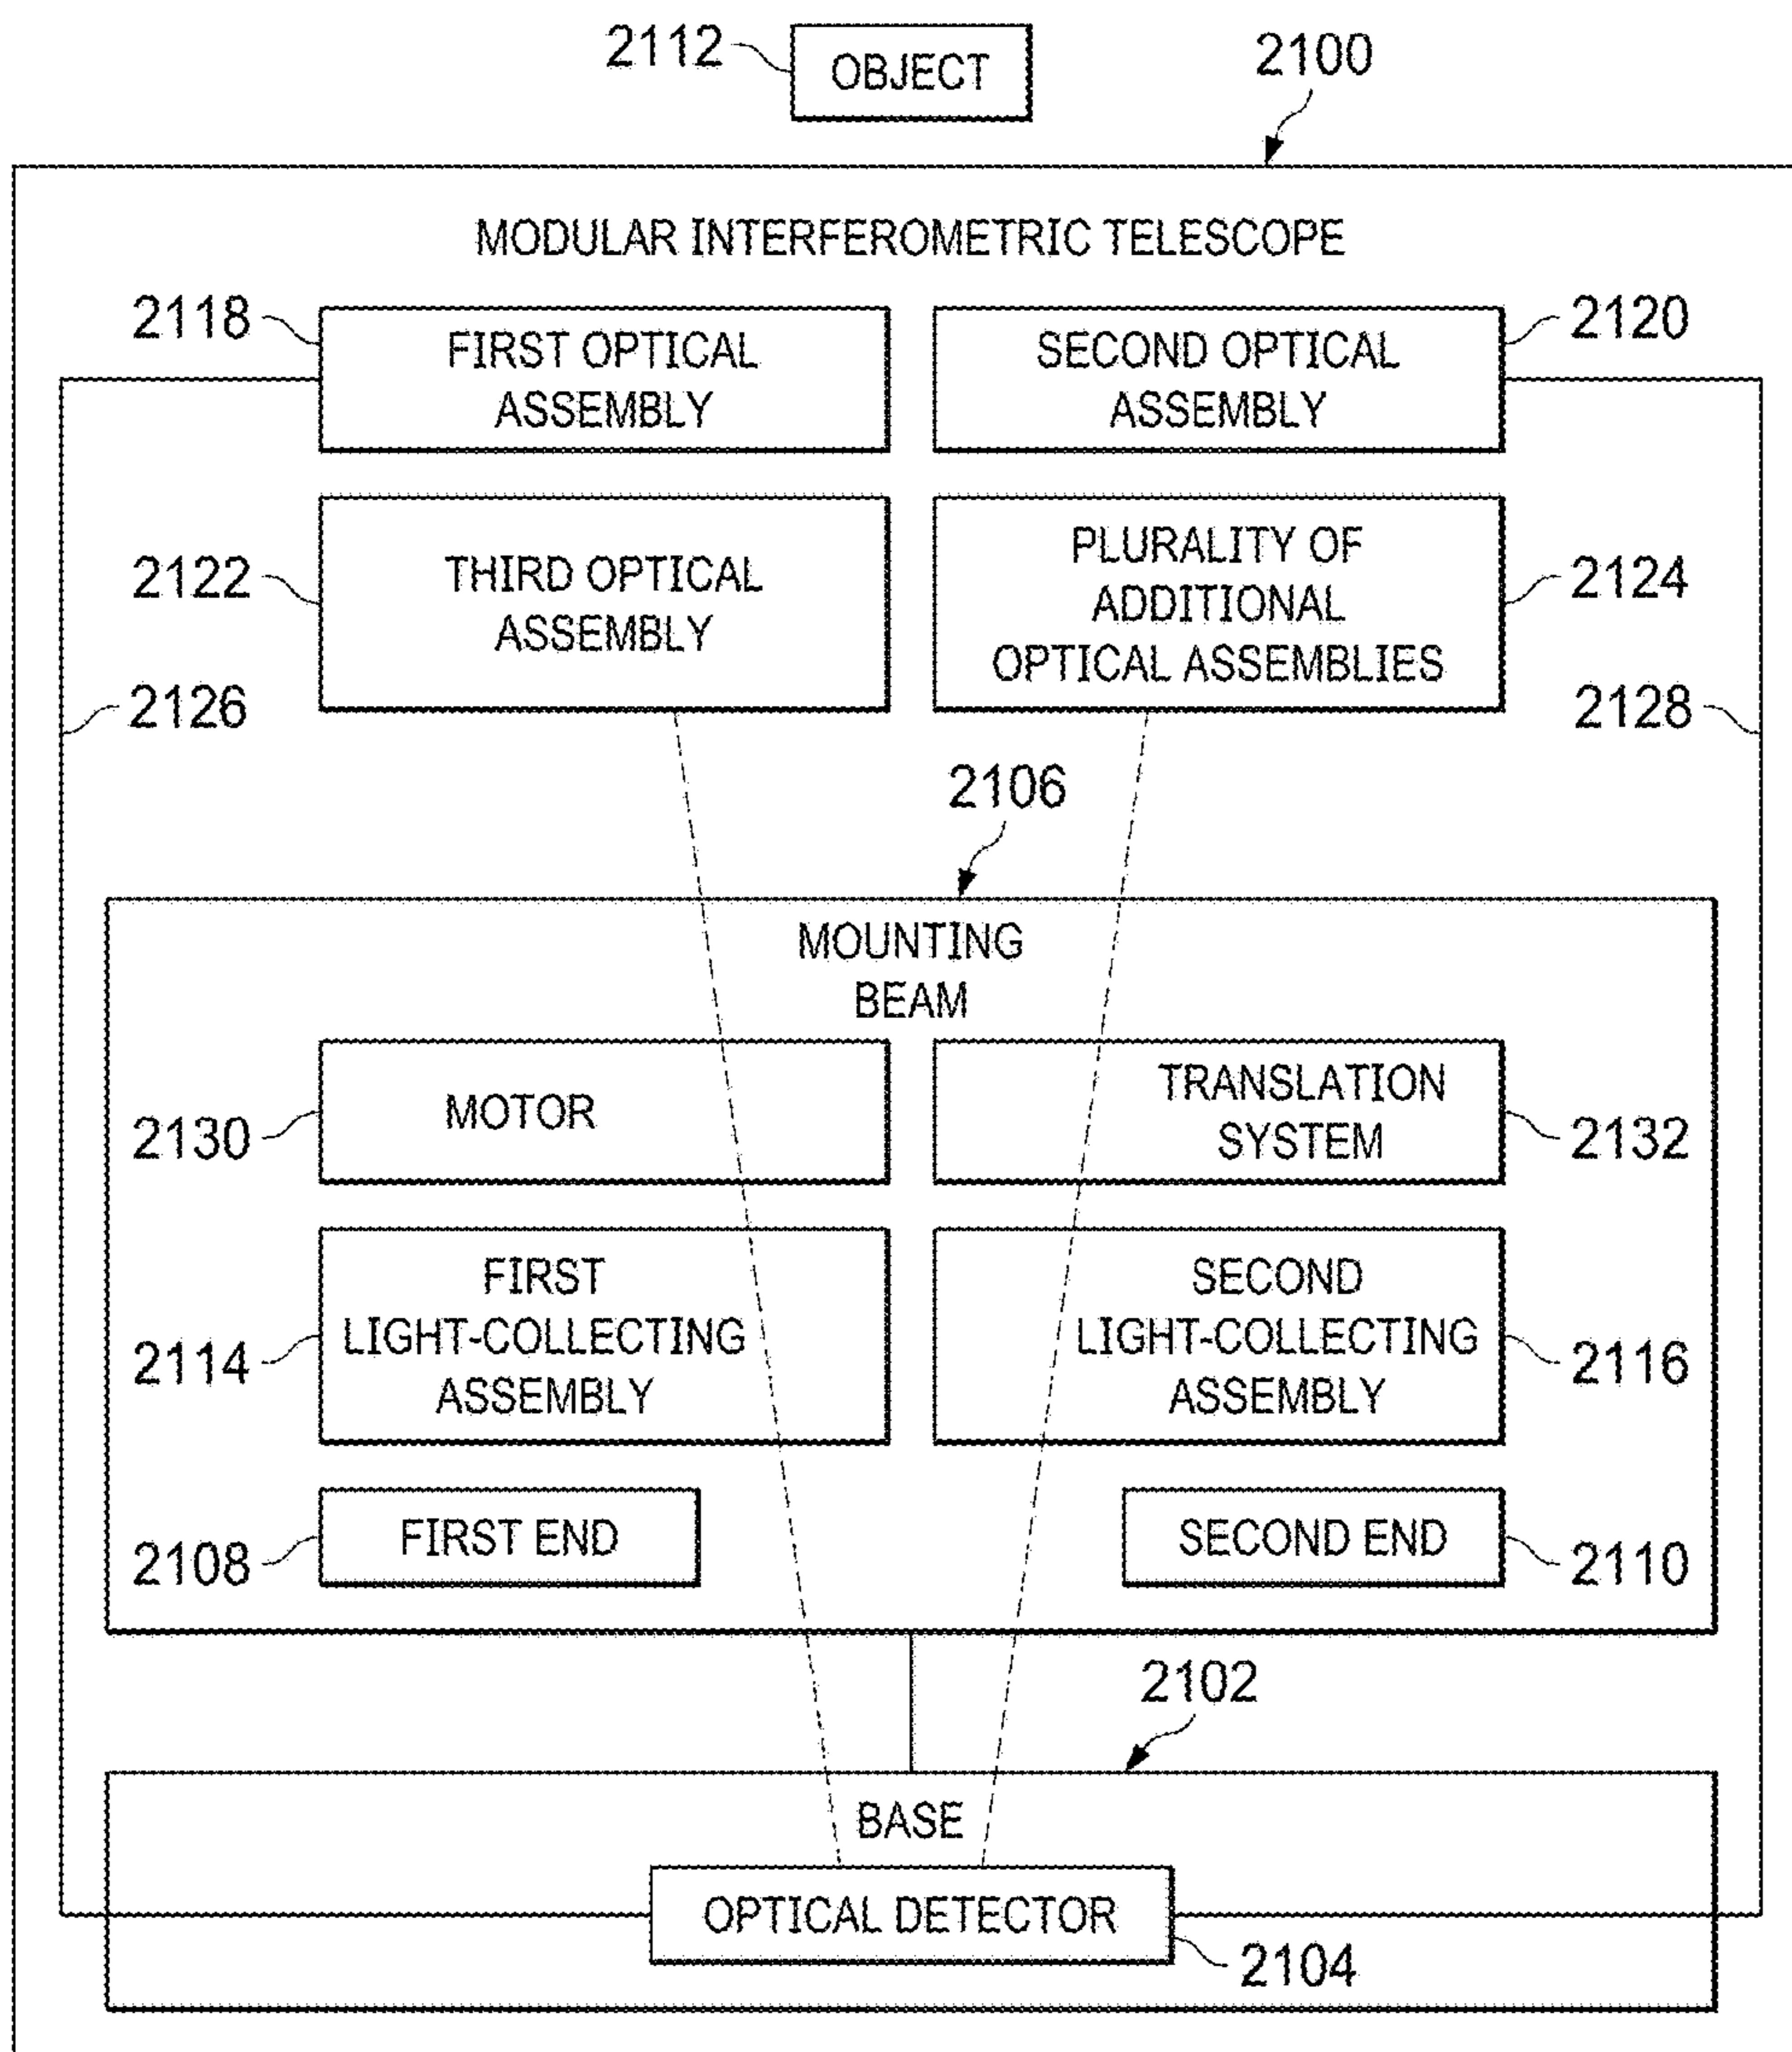 2112
OBJECT
2100
MODULAR INTERFEROMETRIC TELESCOPE
2118
FIRST OPTICAL
ASSEMBLY
SECOND OPTICAL
ASSEMBLY
2120
2122
THIRD OPTICAL
ASSEMBLY
PLURALITY OF
ADDITIONAL
OPTICAL ASSEMBLIES
2124
2126
2128
2106
MOUNTING
BEAM
2130
MOTOR
TRANSLATION
SYSTEM
2132
2114
FIRST
LIGHT-COLLECTING
ASSEMBLY
SECOND
LIGHT-COLLECTING
ASSEMBLY
2116
2108
FIRST END
SECOND END
2110
2102
BASE
OPTICAL DETECTOR
2104